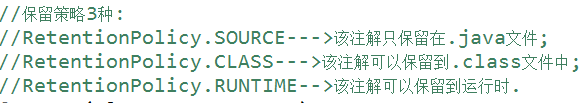 //保留策略3种:
//RetentionPolicy.SOURCE--->该注解只保留在.java文件;
//RetentionPolicy.CLASS--->该注解可以保留到.class文件中;
//RetentionPolicy.RUNTIME-->该注解可以保留到运行时.